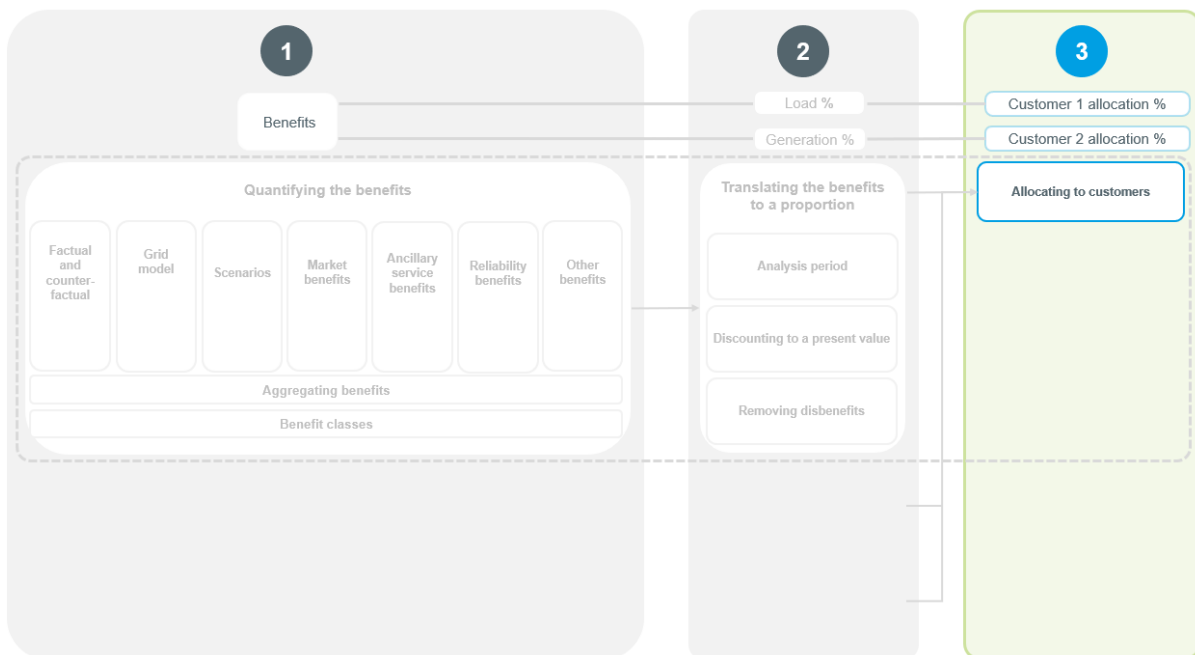 1
2
3
Benefits
Load %
Generation %
Customer 1 allocation %
Customer 2 allocation %
Quantifying the benefits
Factual
and
counter-
factual
Grid
model
Scenarios
Market
benefits
Ancillary
service
benefits
Reliability
benefits
Other
benefits
Aggregating benefits
Benefit classes
Translating the benefits
to a proportion
Analysis period
Discounting to a present value
Removing disbenefits
Allocating to customers